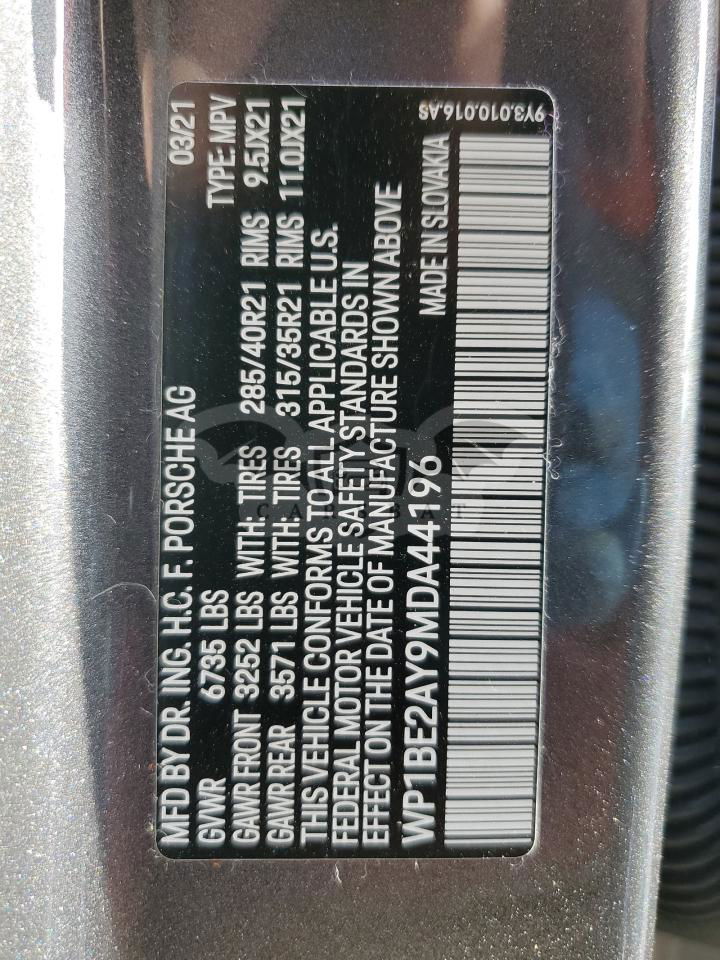 MFD BY DR. ING. H.C. F. PORSCHE AG 03/21
GVWR 6735 LBS TYPE: MPV
GAWR FRONT 3252 LBS WITH: TIRES 285/40R21 RIMS 9.5JX21
GAWR REAR 3571 LBS WITH: TIRES 315/35R21 RIMS 11.0JX21
THIS VEHICLE CONFORMS TO ALL APPLICABLE U.S.
FEDERAL MOTOR VEHICLE SAFETY STANDARDS IN
EFFECT ON THE DATE OF MANUFACTURE SHOWN ABOVE
WP1BE2AY9MDA44196 MADE IN SLOVAKIA
9Y3.010.016.AS